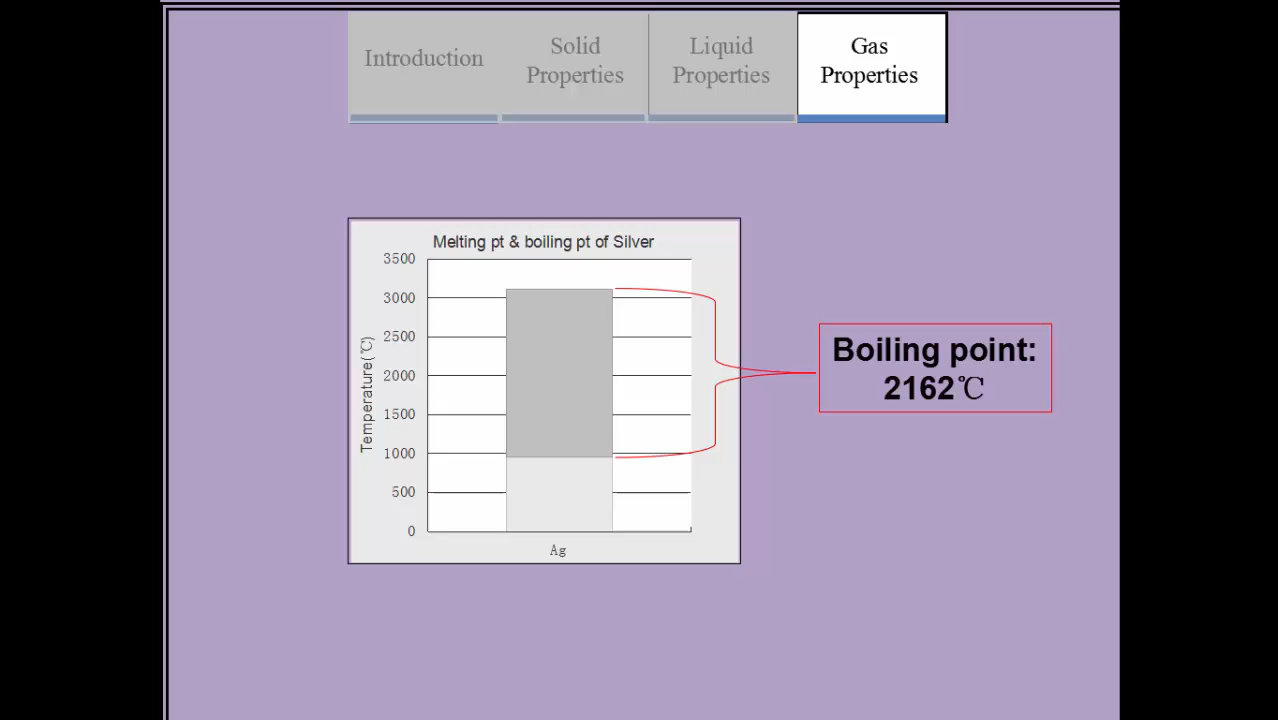 Introduction
Solid
Properties
Liquid
Properties
Gas
Properties
Melting pt & boiling pt of Silver
3500
3000
2500
2000
1500
1000
500
0
Temperature(℃)
Ag
Boiling point:
2162℃